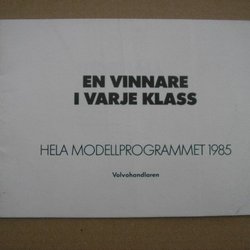 EN VINNARE
I VARJE KLASS
HELA MODELLPROGRAMMET 1985
Volvohandlaren